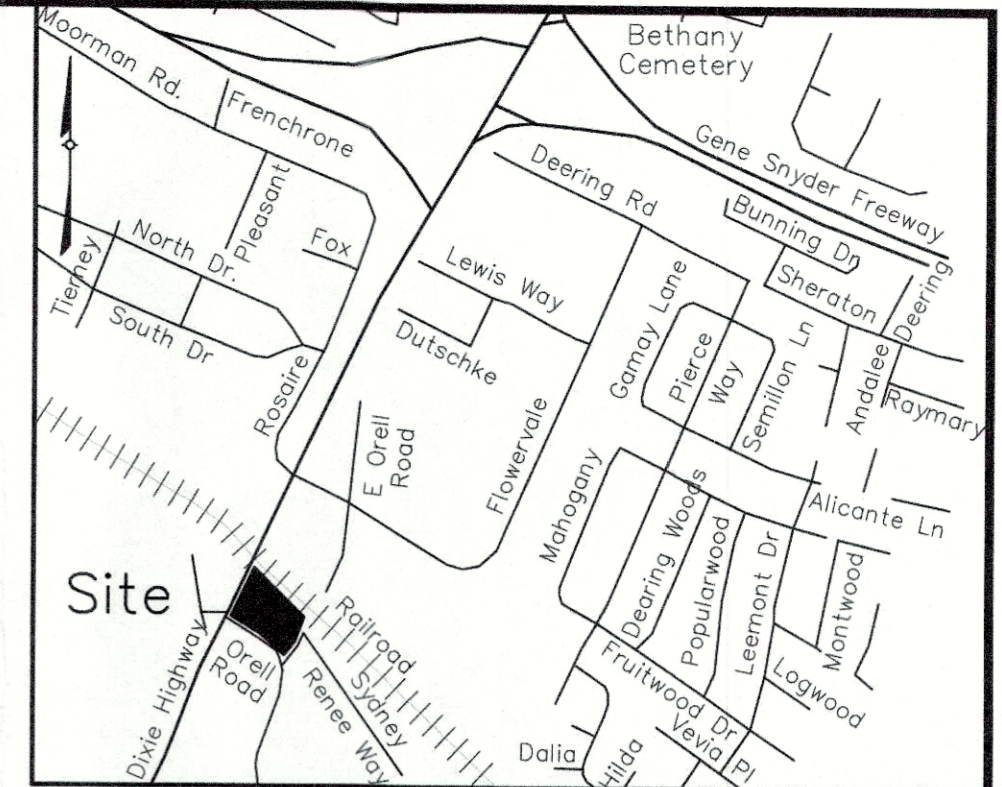 Moorman Rd.
Frenchrone
Bethany
Cemetery
Gene Snyder Freeway
Deering Rd
Bunning Dr
Pleasant
Fox
North Dr.
Tierney
South Dr
Lewis Way
Dutschke
Sheraton
Deering
Gamay Lane
Pierce
Way
Semillon Ln
Andalee
Raymary
Rosaire
E Orell
Road
Flowervale
Mahogany
Alicante Ln
Dearing Woods
Popularwood
Leemont Dr
Montwood
Logwood
Site
Railroad
Orell
Road
Dixie Highway
Sydney
Renee Way
Fruitwood Dr
Vevia Pl
Dalia
Hilda